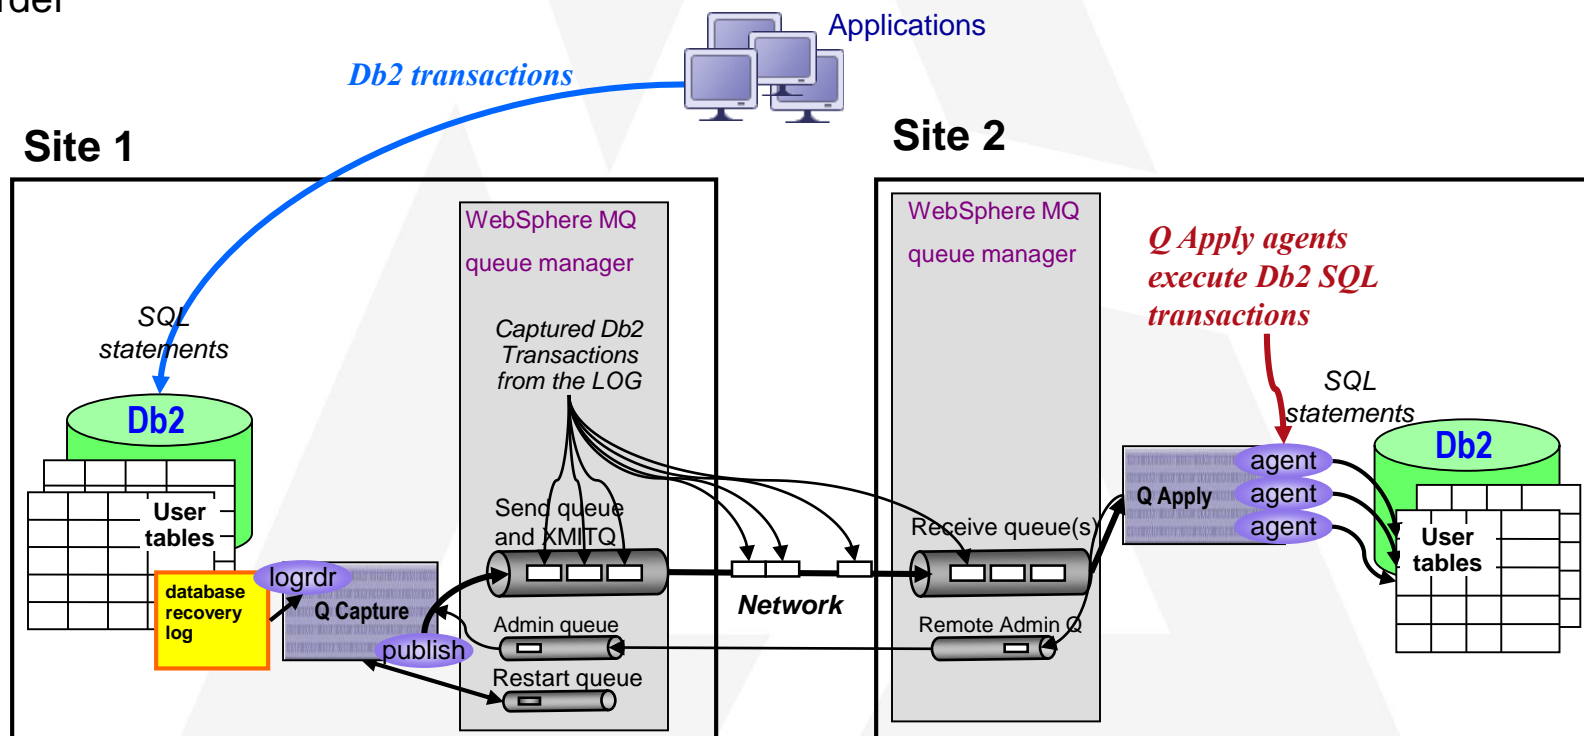 Applications
Db2 transactions
Site 1
Site 2
WebSphere MQ
queue manager
WebSphere MQ
queue manager
Q Apply agents
execute Db2 SQL
transactions
SQL
statements
Captured Db2
Transactions
from the LOG
SQL
statements
Db2
Db2
User
tables
Send queue
and XMITQ
Receive queue(s)
Q Apply
agent
agent
agent
User
tables
database
recovery
log
logrdr
Q Capture
publish
Network
Admin queue
Remote Admin Q
Restart queue